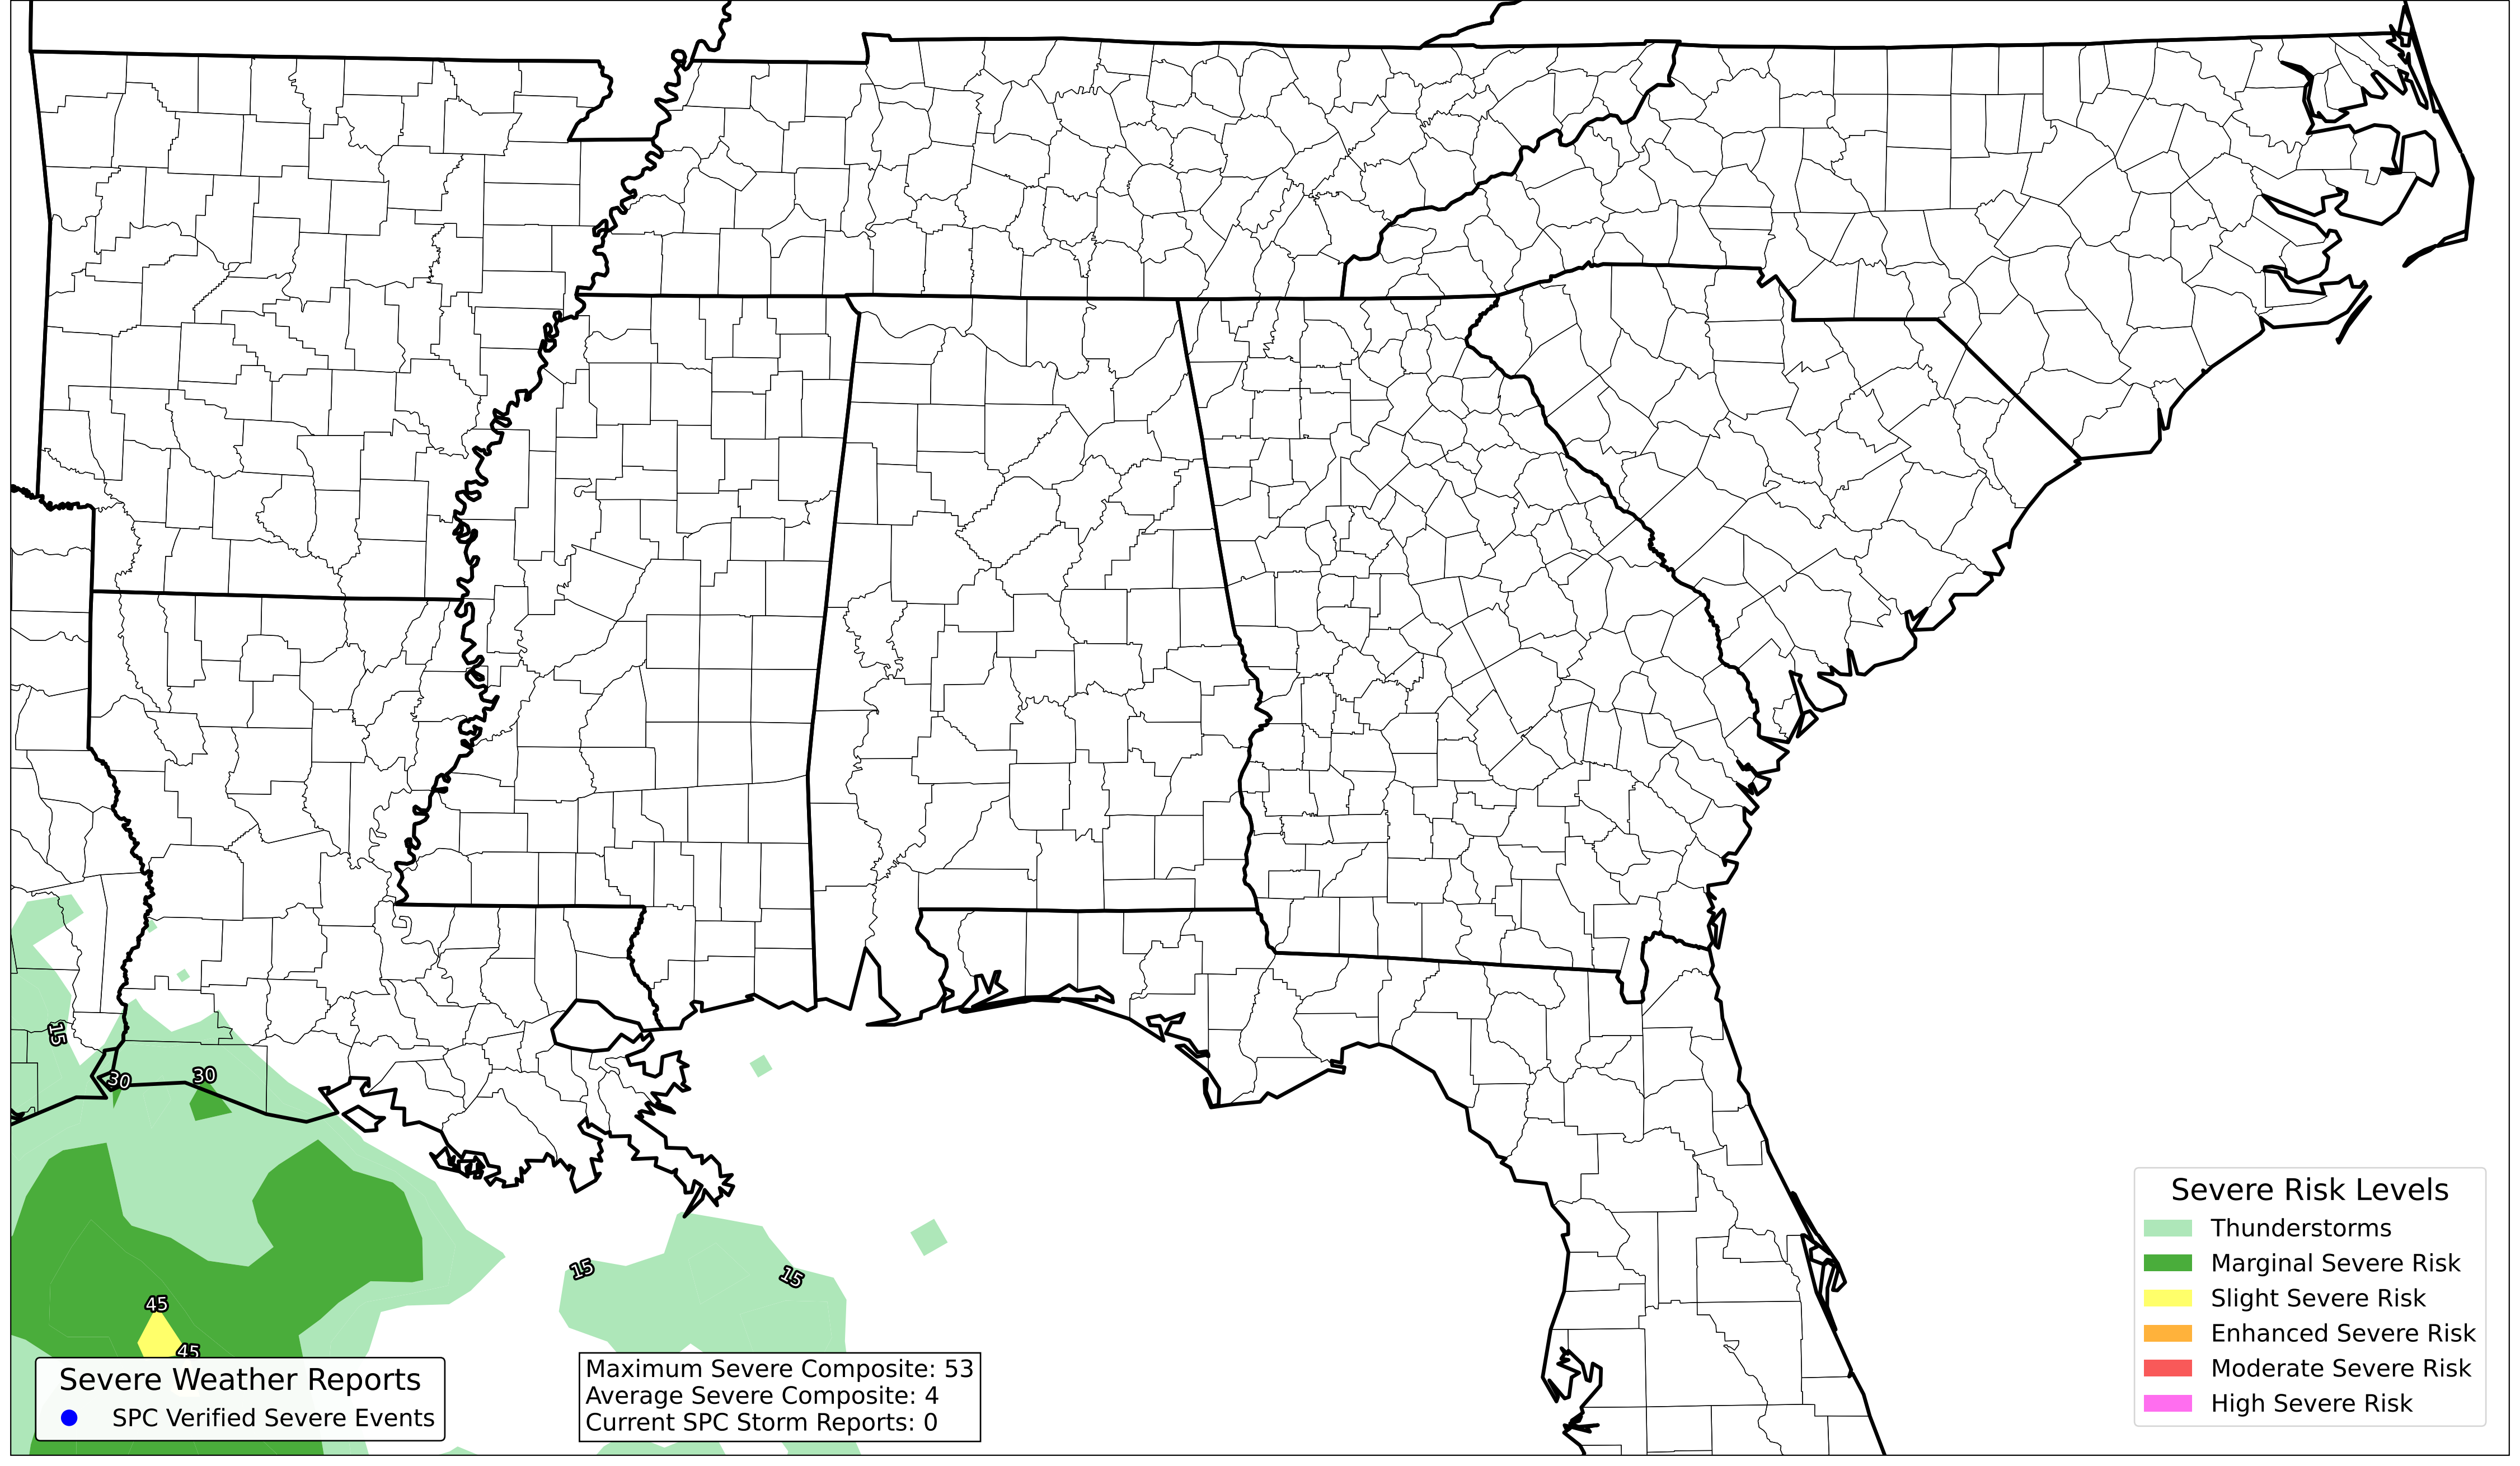 15
30
30
15
15
45
45
Severe Weather Reports
SPC Verified Severe Events
Maximum Severe Composite: 53
Average Severe Composite: 4
Current SPC Storm Reports: 0
Severe Risk Levels
Thunderstorms
Marginal Severe Risk
Slight Severe Risk
Enhanced Severe Risk
Moderate Severe Risk
High Severe Risk